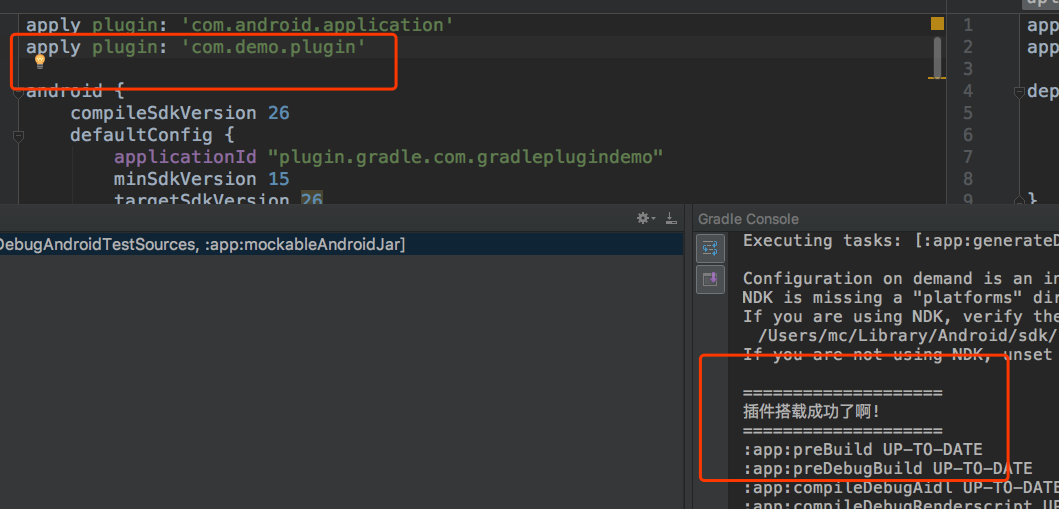 apply plugin: 'com.android.application'
apply plugin: 'com.demo.plugin'
android {
compileSdkVersion 26
defaultConfig {
applicationId "plugin.gradle.com.gradleplugindemo"
minSdkVersion 15
targetSdkVersion 26
1 app
2 app
3
4 dep
5
6
7
8
9 }
DebugAndroidTestSources, :app:mockableAndroidJar]
Gradle Console
Executing tasks: [:app:generateD
Configuration on demand is an in
NDK is missing a "platforms" dir
If you are using NDK, verify the
/Users/mc/Library/Android/sdk/
If you are not using NDK, unset
====================
插件搭载成功了啊!
====================
:app:preBuild UP-TO-DATE
:app:preDebugBuild UP-TO-DATE
:app:compileDebugAidl UP-TO-DATE
:app:compileDebugRenderscript UP